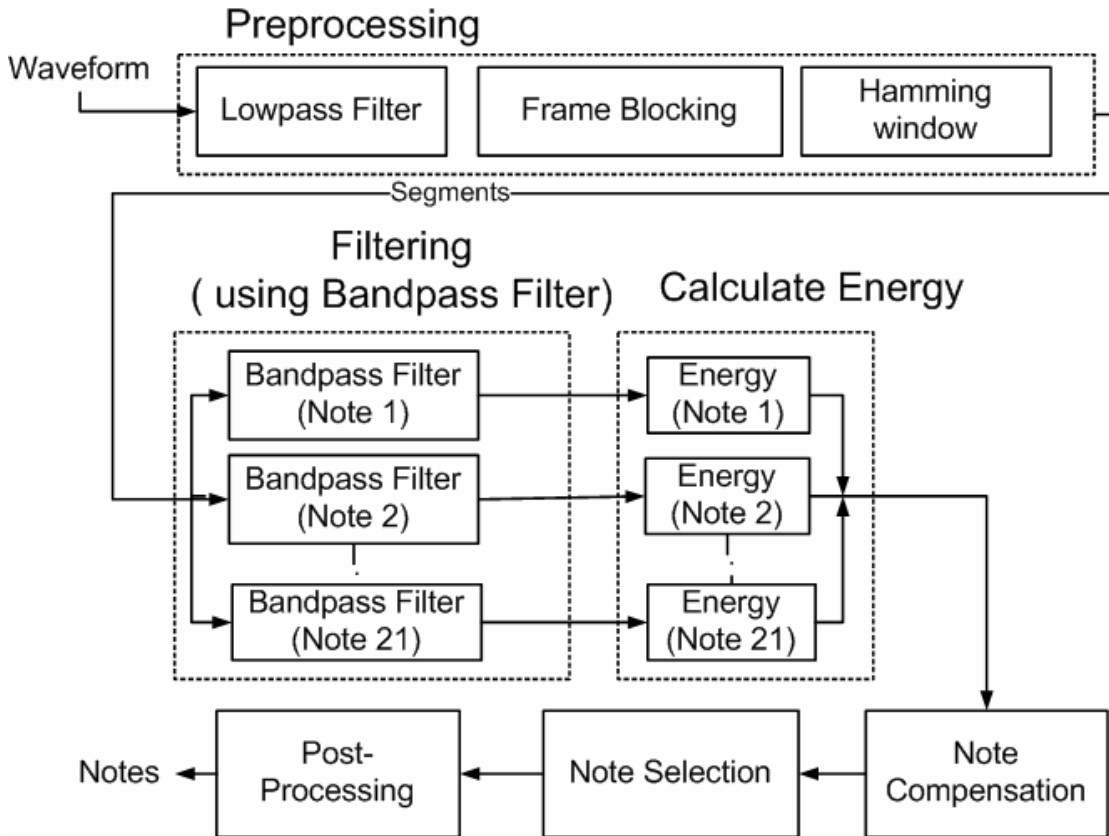 Preprocessing
Waveform
Lowpass Filter
Frame Blocking
Hamming
window
Segments
Filtering
( using Bandpass Filter)
Calculate Energy
Bandpass Filter
(Note 1)
Energy
(Note 1)
Bandpass Filter
(Note 2)
Energy
(Note 2)
Bandpass Filter
(Note 21)
Energy
(Note 21)
Notes
Post-
Processing
Note Selection
Note
Compensation